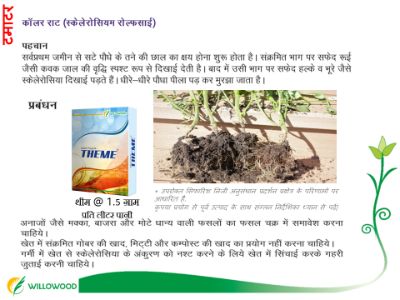 टमाटर
कॉलर राट (स्केलेरोसियम रोल्फसाई)
पहचान
सर्वप्रथम जमीन से सटे पौधे के तने की छाल का क्षय होना शुरू होता है। संक्रमित भाग पर सफेद रूई
जैसी कवक जाल की वृद्धि स्पश्ट रूप से दिखाई देती है। बाद में उसी भाग पर सफेद हल्के व भूरे जैसे
स्केलेरोसिया दिखाई पड़ते हैं। धीरे–धीरे पौधा पीला पड़ कर मुरझा जाता है।
प्रबंधन
THEME
THEME
थीम @ 1.5 ग्राम
प्रति लीटर पानी
* उपरोक्त सिफारिश निजी अनुसंधान प्रदर्शन प्रक्षेत्र के परिणामों पर
आधारित है.
कृपया प्रयोग से पूर्व उत्पाद के साथ संलग्न निर्देशिका ध्यान से पढ़ें
अनाजों जैसे मक्का, बाजरा और मोटे धान्य वाली फसलों का फसल चक्र में समावेश करना
चाहिये।
खेत में संक्रमित गोबर की खाद, मिट्टी और कम्पोस्ट की खाद का प्रयोग नहीं करना चाहिये।
गर्मी में खेत से स्केलेरोसिया के अंकुरण को नश्ट करने के लिये खेत में सिंचाई करके गहरी
जुताई करनी चाहिये।
WILLOWOOD